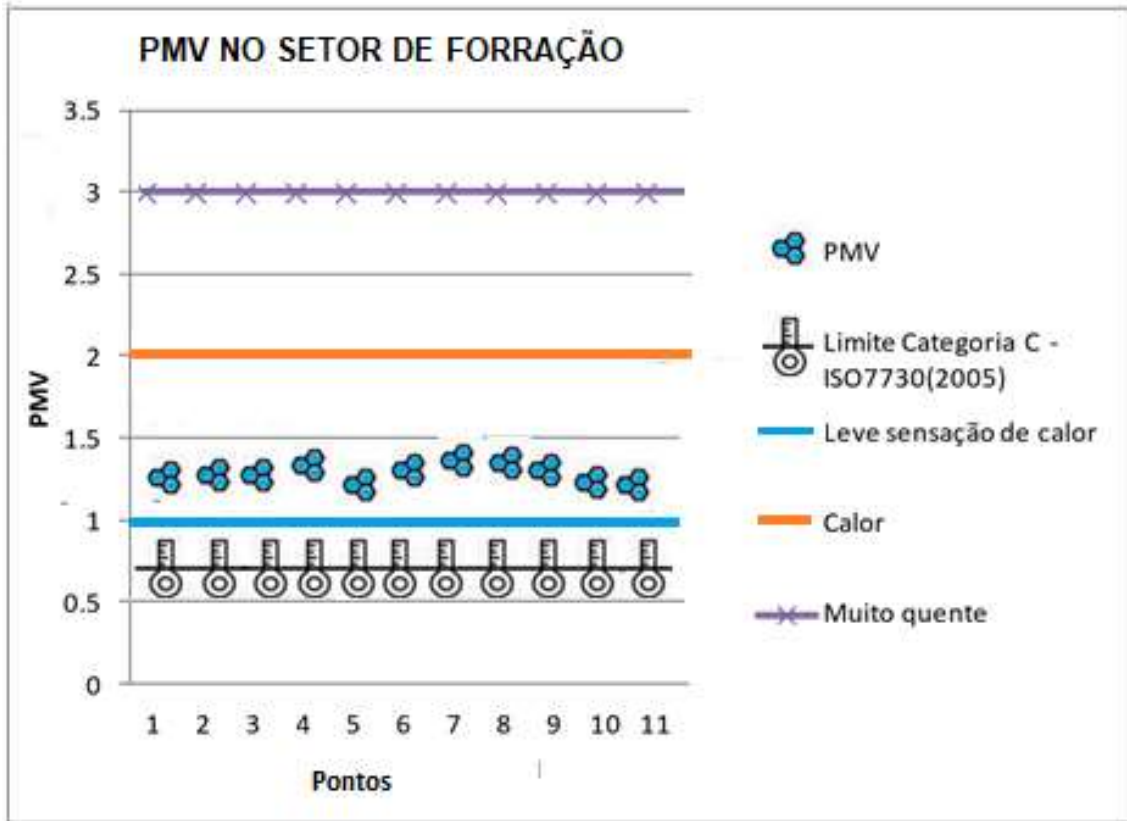 PMV NO SETOR DE FORRAÇÃO
3.5
3
2.5
2
1.5
1
0.5
0
PMV
1 2 3 4 5 6 7 8 9 10 11
Pontos
PMV
Limite Categoria C -
ISO7730(2005)
Leve sensação de calor
Calor
Muito quente